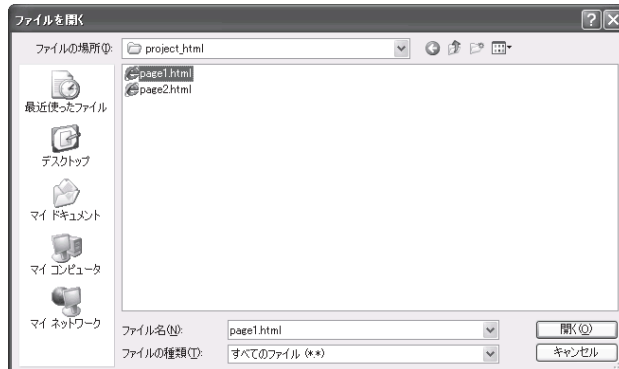 ファイルを開く
ファイルの場所(I):
project_html
page1.html
page2.html
最近使ったファイル
デスクトップ
マイ ドキュメント
マイ コンピュータ
マイ ネットワーク
ファイル名(N):
page1.html
開く(O)
ファイルの種類(T):
すべてのファイル (*.*)
キャンセル